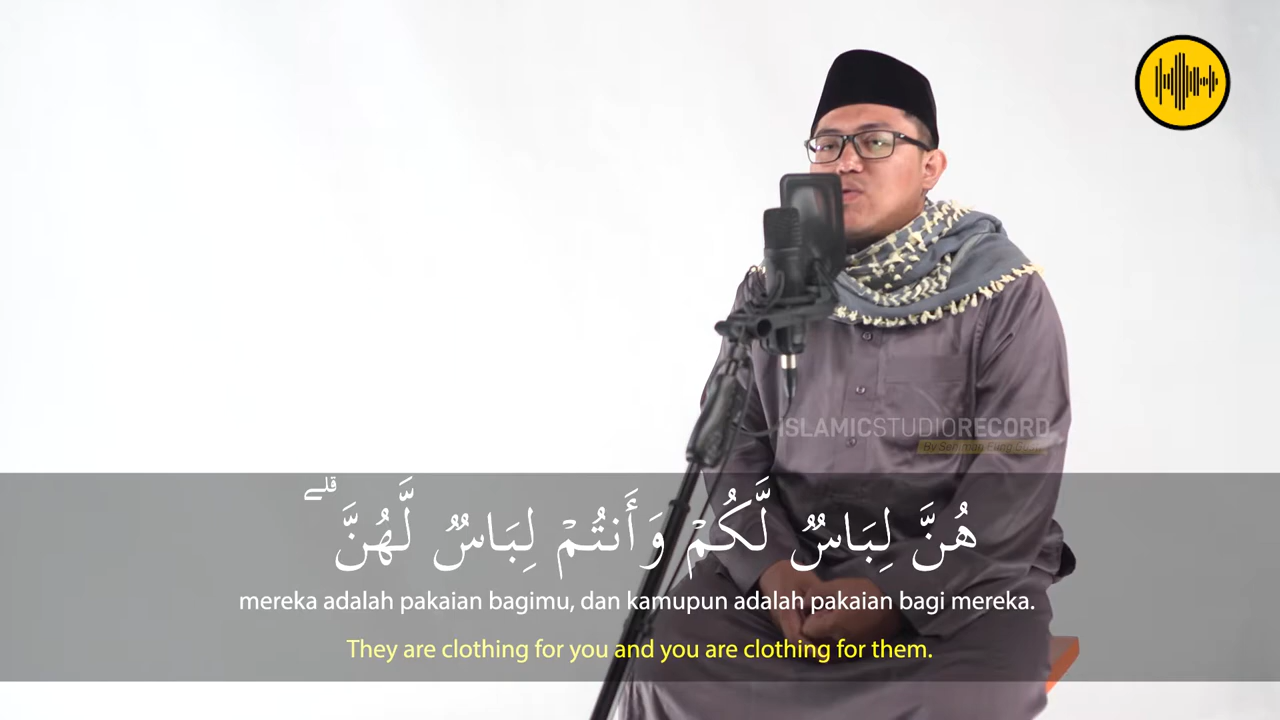 ISLAMICSTUDIORECORD
هُنَّ لِبَاسٌ لَّكُمْ وَأَنتُمْ لِبَاسٌ لَّهُنَّ ۗ
mereka adalah pakaian bagimu, dan kamupun adalah pakaian bagi mereka.
They are clothing for you and you are clothing for them.